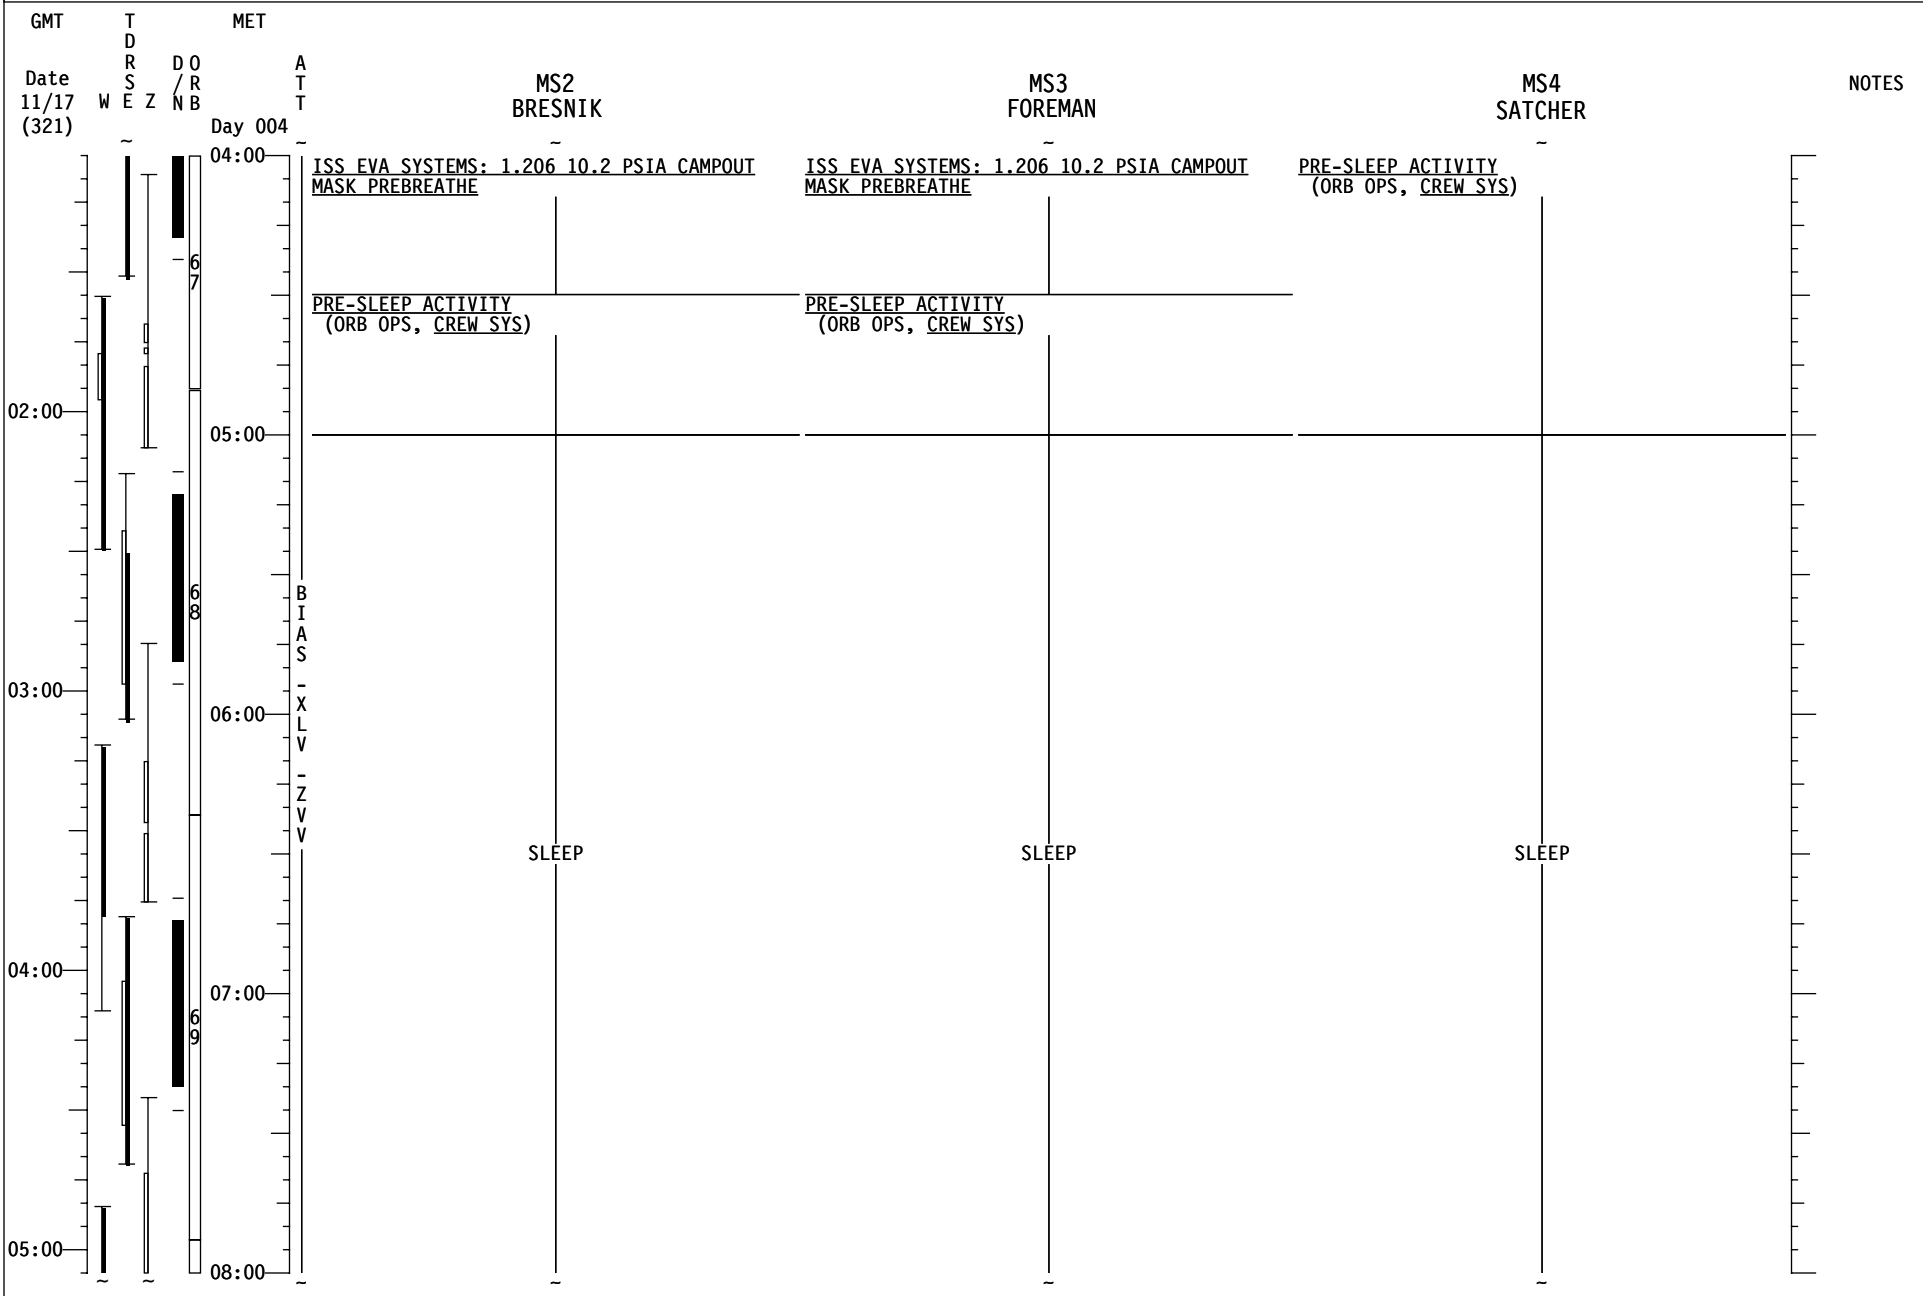 GMT
TDRS
MET
Date
11/17
(321)
W E Z
D/N
ORB
Day 004
ATT
MS2
BRESNIK
MS3
FOREMAN
MS4
SATCHER
NOTES
~
~
~
~
~
04:00
ISS EVA SYSTEMS: 1.206 10.2 PSIA CAMPOUT
MASK PREBREATHE
ISS EVA SYSTEMS: 1.206 10.2 PSIA CAMPOUT
MASK PREBREATHE
PRE-SLEEP ACTIVITY
(ORB OPS, CREW SYS)
67
PRE-SLEEP ACTIVITY
(ORB OPS, CREW SYS)
PRE-SLEEP ACTIVITY
(ORB OPS, CREW SYS)
02:00
05:00
68
BIAS -XLV -ZVV
03:00
06:00
SLEEP
SLEEP
SLEEP
04:00
07:00
69
05:00
08:00
~
~
~
~
~
~